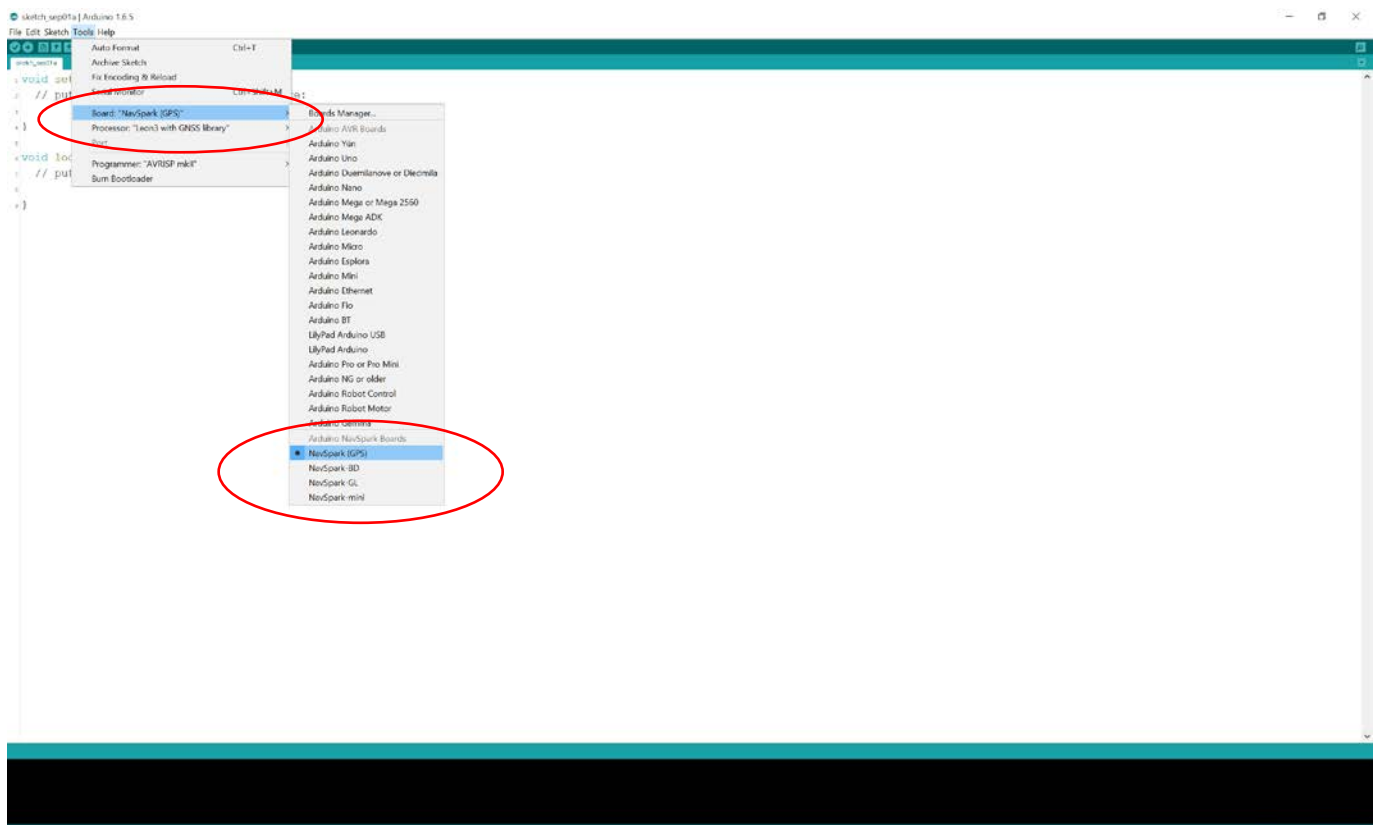 sketch_sep01a | Arduino 1.6.5
File Edit Sketch Tools Help
sketch_sep01a
void set
// put
}
void loo
// put
}
Auto Format Ctrl+T
Archive Sketch
Fix Encoding & Reload
Serial Monitor Ctrl+Shift+M
Board: "NavSpark (GPS)"
Processor: "Leon3 with GNSS library"
Port
Programmer: "AVRISP mkII"
Burn Bootloader
Boards Manager...
Arduino AVR Boards
Arduino Yún
Arduino Uno
Arduino Duemilanove or Diecimila
Arduino Nano
Arduino Mega or Mega 2560
Arduino Mega ADK
Arduino Leonardo
Arduino Micro
Arduino Esplora
Arduino Mini
Arduino Ethernet
Arduino Fio
Arduino BT
LilyPad Arduino USB
LilyPad Arduino
Arduino Pro or Pro Mini
Arduino NG or older
Arduino Robot Control
Arduino Robot Motor
Arduino Gemma
Arduino NavSpark Boards
NavSpark (GPS)
NavSpark-BD
NavSpark-GL
NavSpark-mini